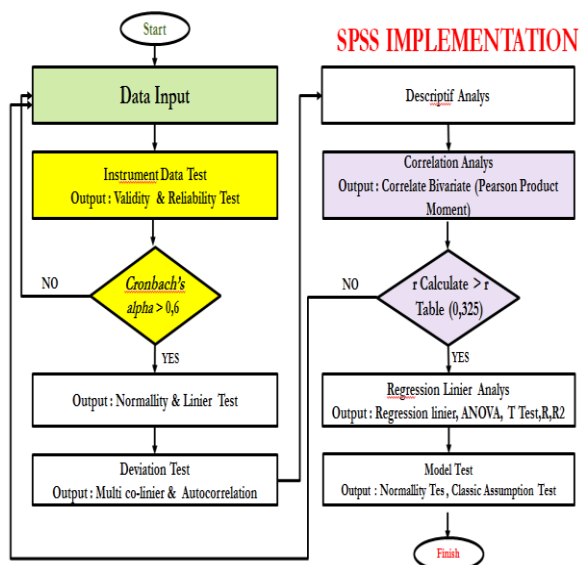 Start
SPSS IMPLEMENTATION
Data Input
Instrument Data Test
Output : Validity & Reliability Test
NO
Cronbach's
alpha > 0,6
YES
Output : Normallity & Linier Test
Deviation Test
Output : Multi co-linier & Autocorrelation
Descriptif Analys
Correlation Analys
Output : Correlate Bivariate (Pearson Product
Moment)
NO
r Calculate > r
Table (0,325)
YES
Regression Linier Analys
Output : Regression linier, ANOVA, T Test,R,R2
Model Test
Output : Normallity Tes , Classic Assumption Test
Finish